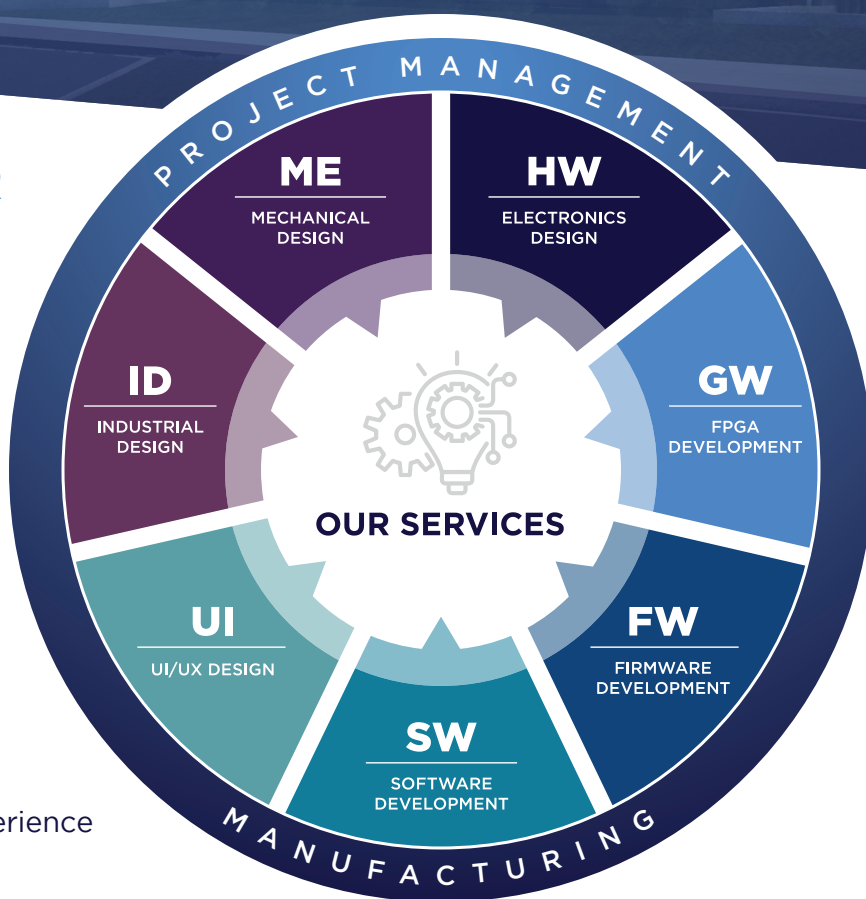 PROJECT MANAGEMENT
ME
MECHANICAL
DESIGN
HW
ELECTRONICS
DESIGN
ID
INDUSTRIAL
DESIGN
GW
FPGA
DEVELOPMENT
OUR SERVICES
UI
UI/UX DESIGN
FW
FIRMWARE
DEVELOPMENT
SW
SOFTWARE
DEVELOPMENT
MANUFACTURING